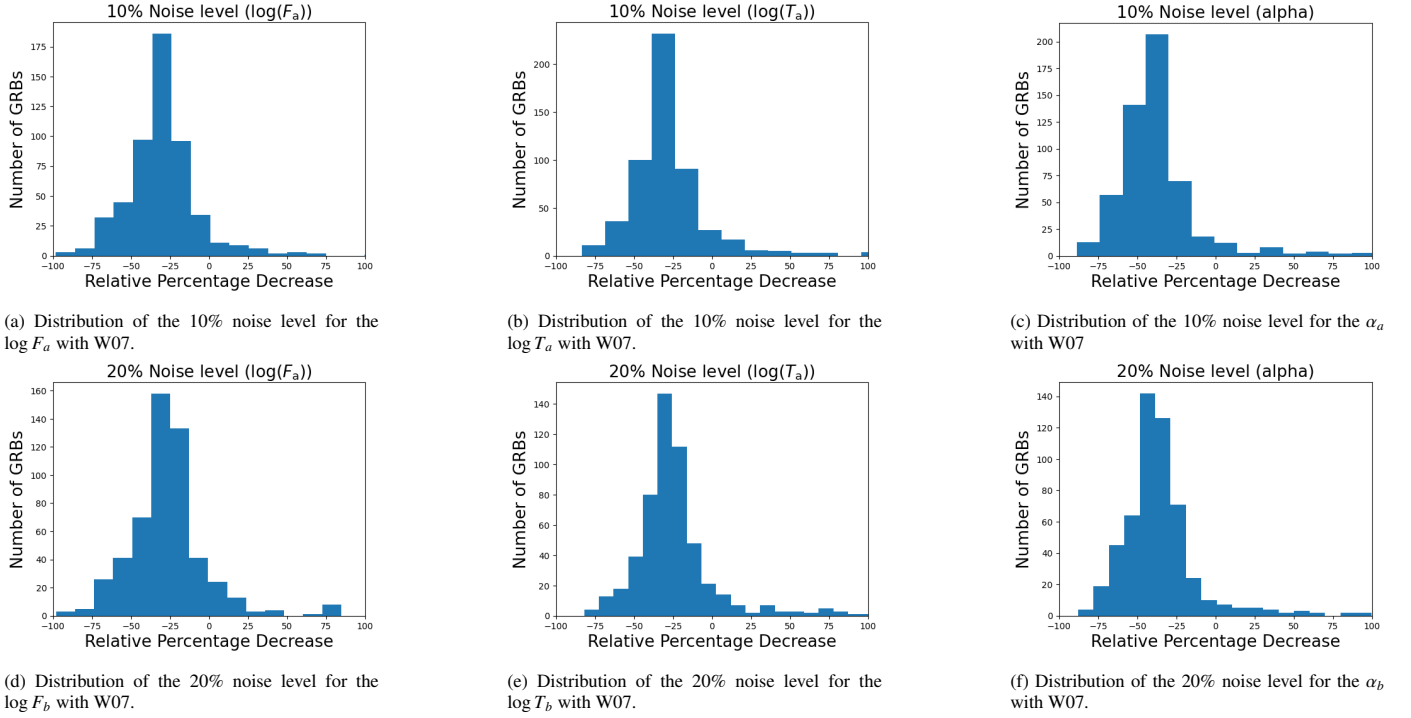 10% Noise level (log(Fa))
Number of GRBs
175
150
125
100
75
50
25
0
−100 −75 −50 −25 0 25 50 75 100
Relative Percentage Decrease
(a) Distribution of the 10% noise level for the
log Fa with W07.
10% Noise level (log(Ta))
Number of GRBs
200
150
100
50
0
−100 −75 −50 −25 0 25 50 75 100
Relative Percentage Decrease
(b) Distribution of the 10% noise level for the
log Ta with W07.
10% Noise level (alpha)
Number of GRBs
200
175
150
125
100
75
50
25
0
−100 −75 −50 −25 0 25 50 75 100
Relative Percentage Decrease
(c) Distribution of the 10% noise level for the αa
with W07
20% Noise level (log(Fa))
Number of GRBs
160
140
120
100
80
60
40
20
0
−100 −75 −50 −25 0 25 50 75 100
Relative Percentage Decrease
(d) Distribution of the 20% noise level for the
log Fb with W07.
20% Noise level (log(Ta))
Number of GRBs
140
120
100
80
60
40
20
0
−100 −75 −50 −25 0 25 50 75 100
Relative Percentage Decrease
(e) Distribution of the 20% noise level for the
log Tb with W07.
20% Noise level (alpha)
Number of GRBs
140
120
100
80
60
40
20
0
−100 −75 −50 −25 0 25 50 75 100
Relative Percentage Decrease
(f) Distribution of the 20% noise level for the αb
with W07.